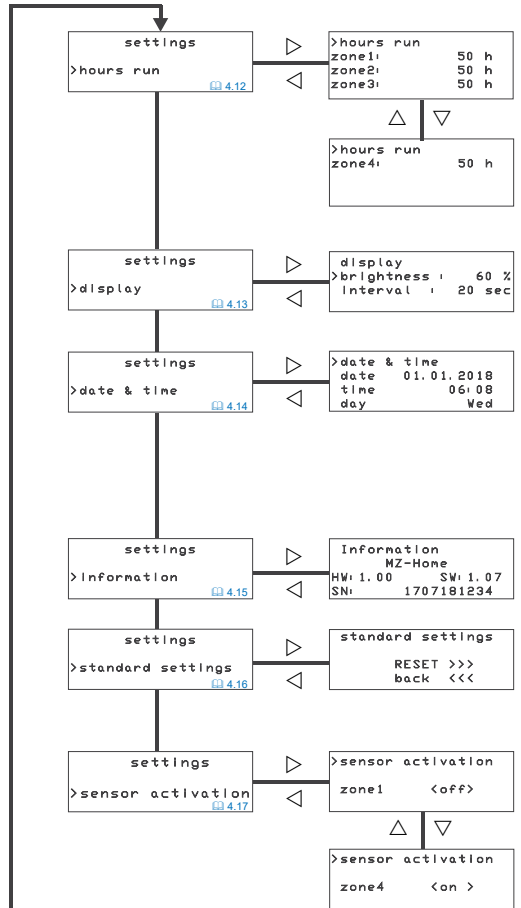 settings
>hours run
4.12
>hours run
zone1: 50 h
zone2: 50 h
zone3: 50 h
>hours run
zone4: 50 h
settings
>display
4.13
display
>brightness : 60 %
interval : 20 sec
settings
>date & time
4.14
>date & time
date 01.01.2018
time 06:08
day Wed
settings
>Information
4.15
Information
MZ-Home
HW: 1.00 SW: 1.07
SN: 1707181234
settings
>standard settings
4.16
standard settings
RESET >>>
back <<<
settings
>sensor activation
4.17
>sensor activation
zone1 <off>
>sensor activation
zone4 <on >